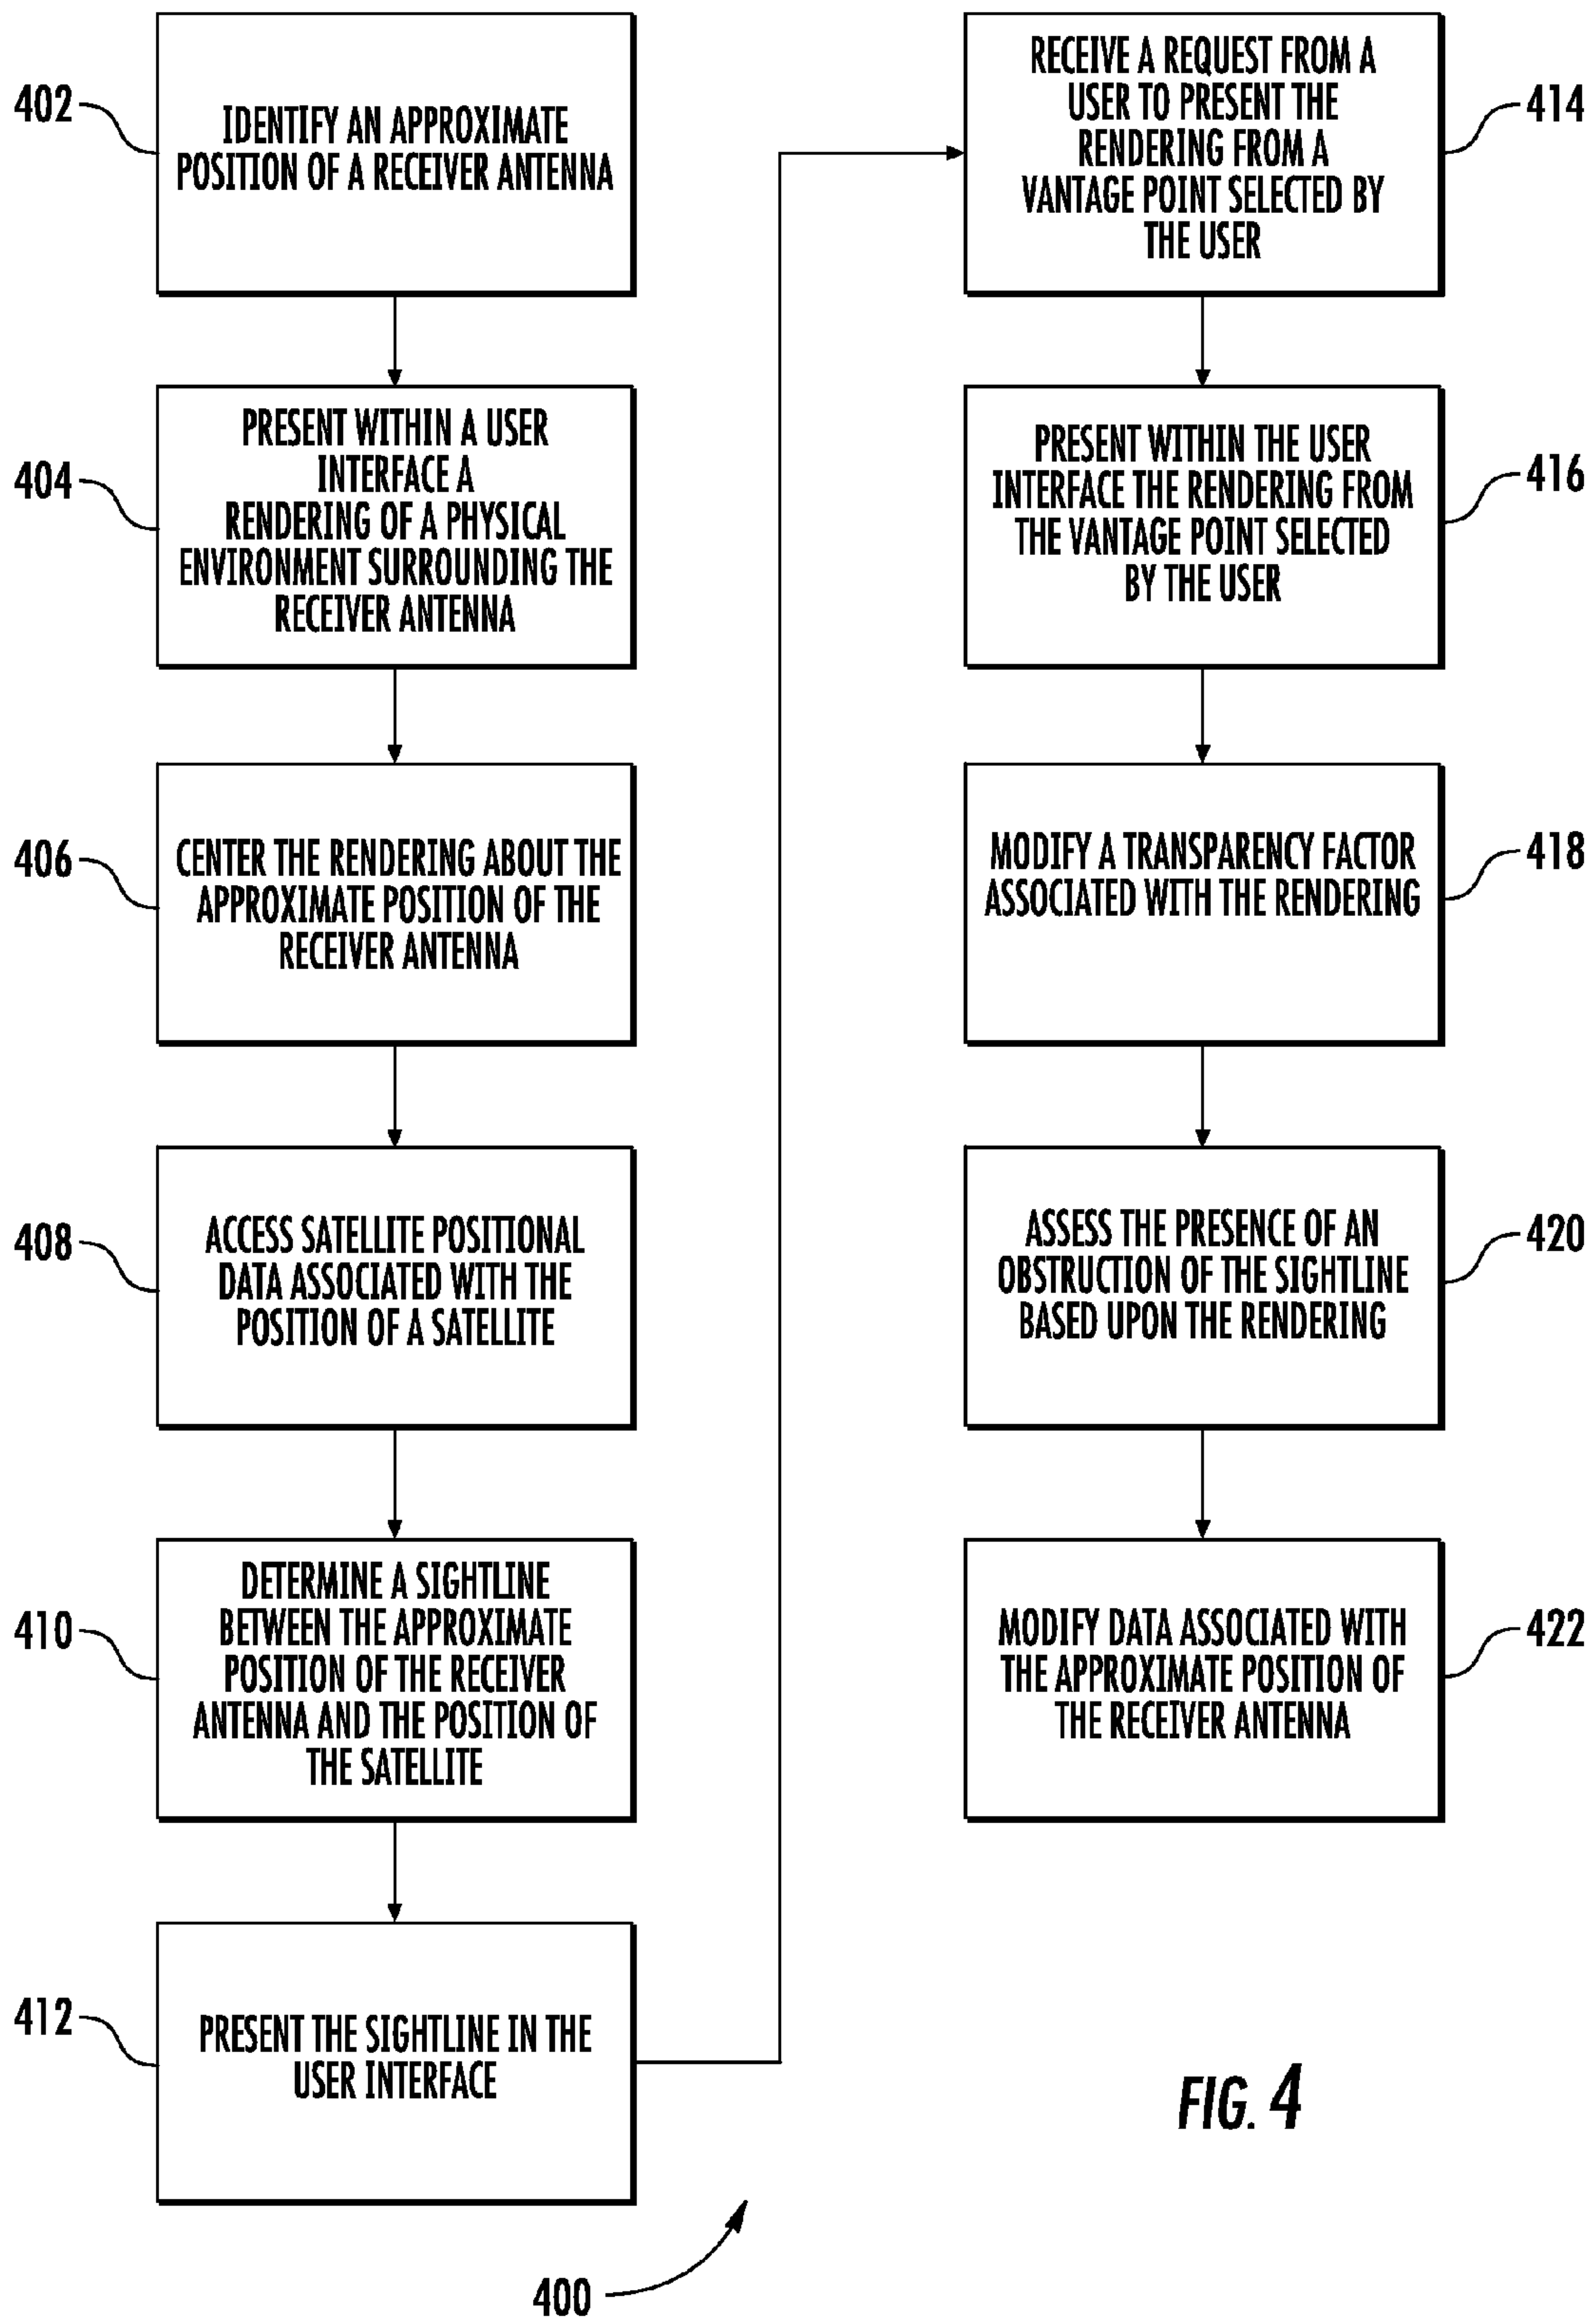 402
IDENTIFY AN APPROXIMATE
POSITION OF A RECEIVER ANTENNA
404
PRESENT WITHIN A USER
INTERFACE A
RENDERING OF A PHYSICAL
ENVIRONMENT SURROUNDING THE
RECEIVER ANTENNA
406
CENTER THE RENDERING ABOUT THE
APPROXIMATE POSITION OF THE
RECEIVER ANTENNA
408
ACCESS SATELLITE POSITIONAL
DATA ASSOCIATED WITH THE
POSITION OF A SATELLITE
410
DETERMINE A SIGHTLINE
BETWEEN THE APPROXIMATE
POSITION OF THE RECEIVER
ANTENNA AND THE POSITION OF
THE SATELLITE
412
PRESENT THE SIGHTLINE IN THE
USER INTERFACE
RECEIVE A REQUEST FROM A
USER TO PRESENT THE
RENDERING FROM A
VANTAGE POINT SELECTED BY
THE USER
414
PRESENT WITHIN THE USER
INTERFACE THE RENDERING FROM
THE VANTAGE POINT SELECTED
BY THE USER
416
MODIFY A TRANSPARENCY FACTOR
ASSOCIATED WITH THE RENDERING
418
ASSESS THE PRESENCE OF AN
OBSTRUCTION OF THE SIGHTLINE
BASED UPON THE RENDERING
420
MODIFY DATA ASSOCIATED WITH
THE APPROXIMATE POSITION OF
THE RECEIVER ANTENNA
422
FIG. 4
400